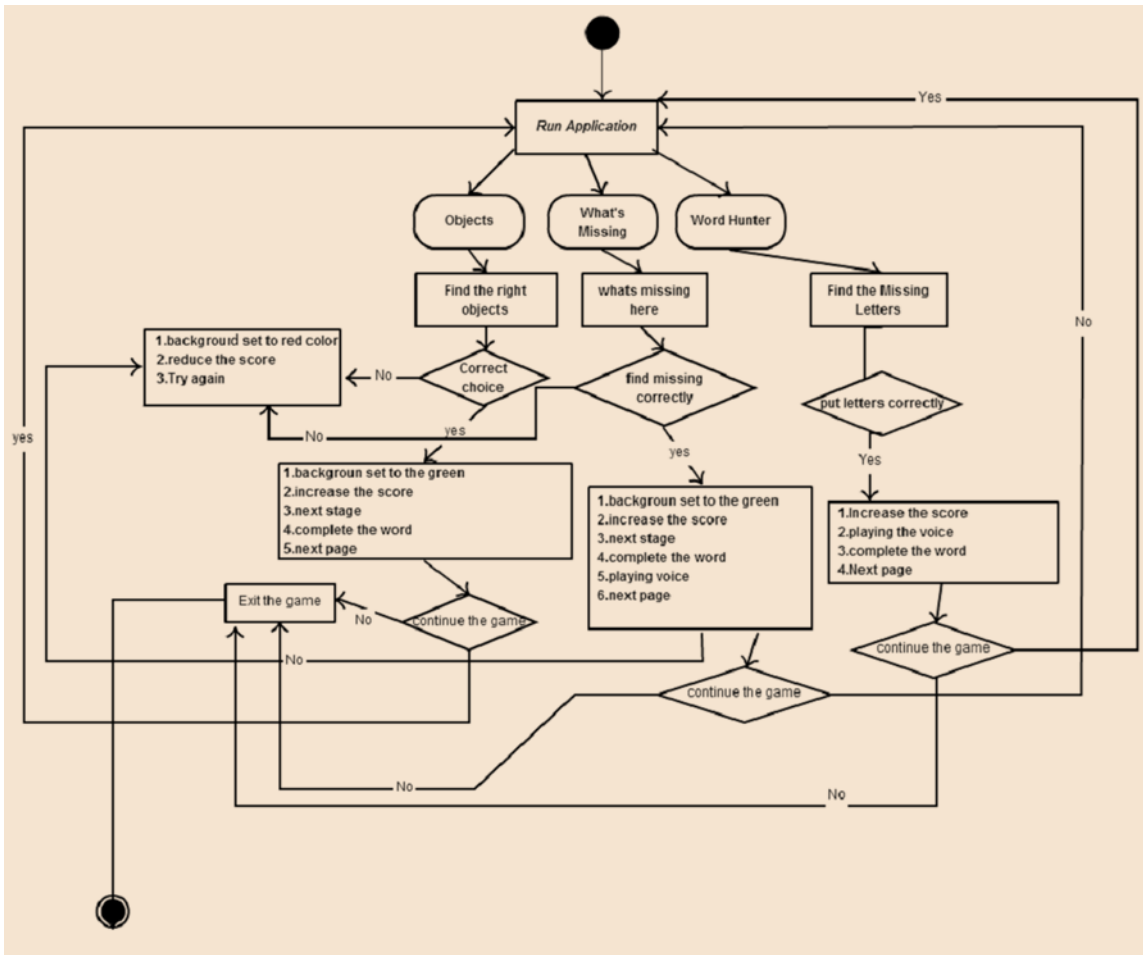 Yes
Run Application
Objects
What's
Missing
Word Hunter
Find the right
objects
whats missing
here
Find the Missing
Letters
No
1.background set to red color
2.reduce the score
3.Try again
No
Correct
choice
find missing
correctly
put letters correctly
yes
No
yes
yes
Yes
1.backgroun set to the green
2.increase the score
3.next stage
4.complete the word
5.next page
1.backgroun set to the green
2.increase the score
3.next stage
4.complete the word
5.playing voice
6.next page
1.Increase the score
2.playing the voice
3.complete the word
4.Next page
Exit the game
No
continue the game
continue the game
No
continue the game
No
No